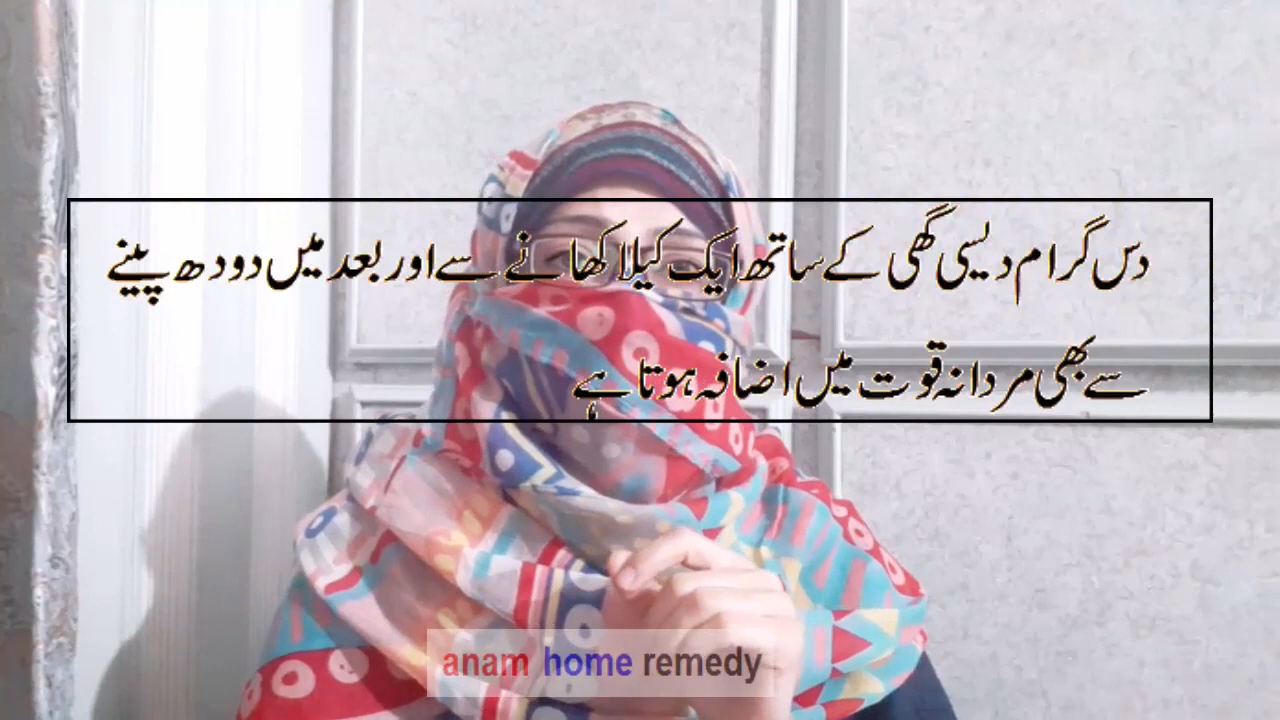 دس گرام دیسی گھی کے ساتھ ایک کیلا کھانے سے اور بعد میں دودھ پینے
سے بھی مردانہ قوت میں اضافہ ہوتا ہے
anam home remedy